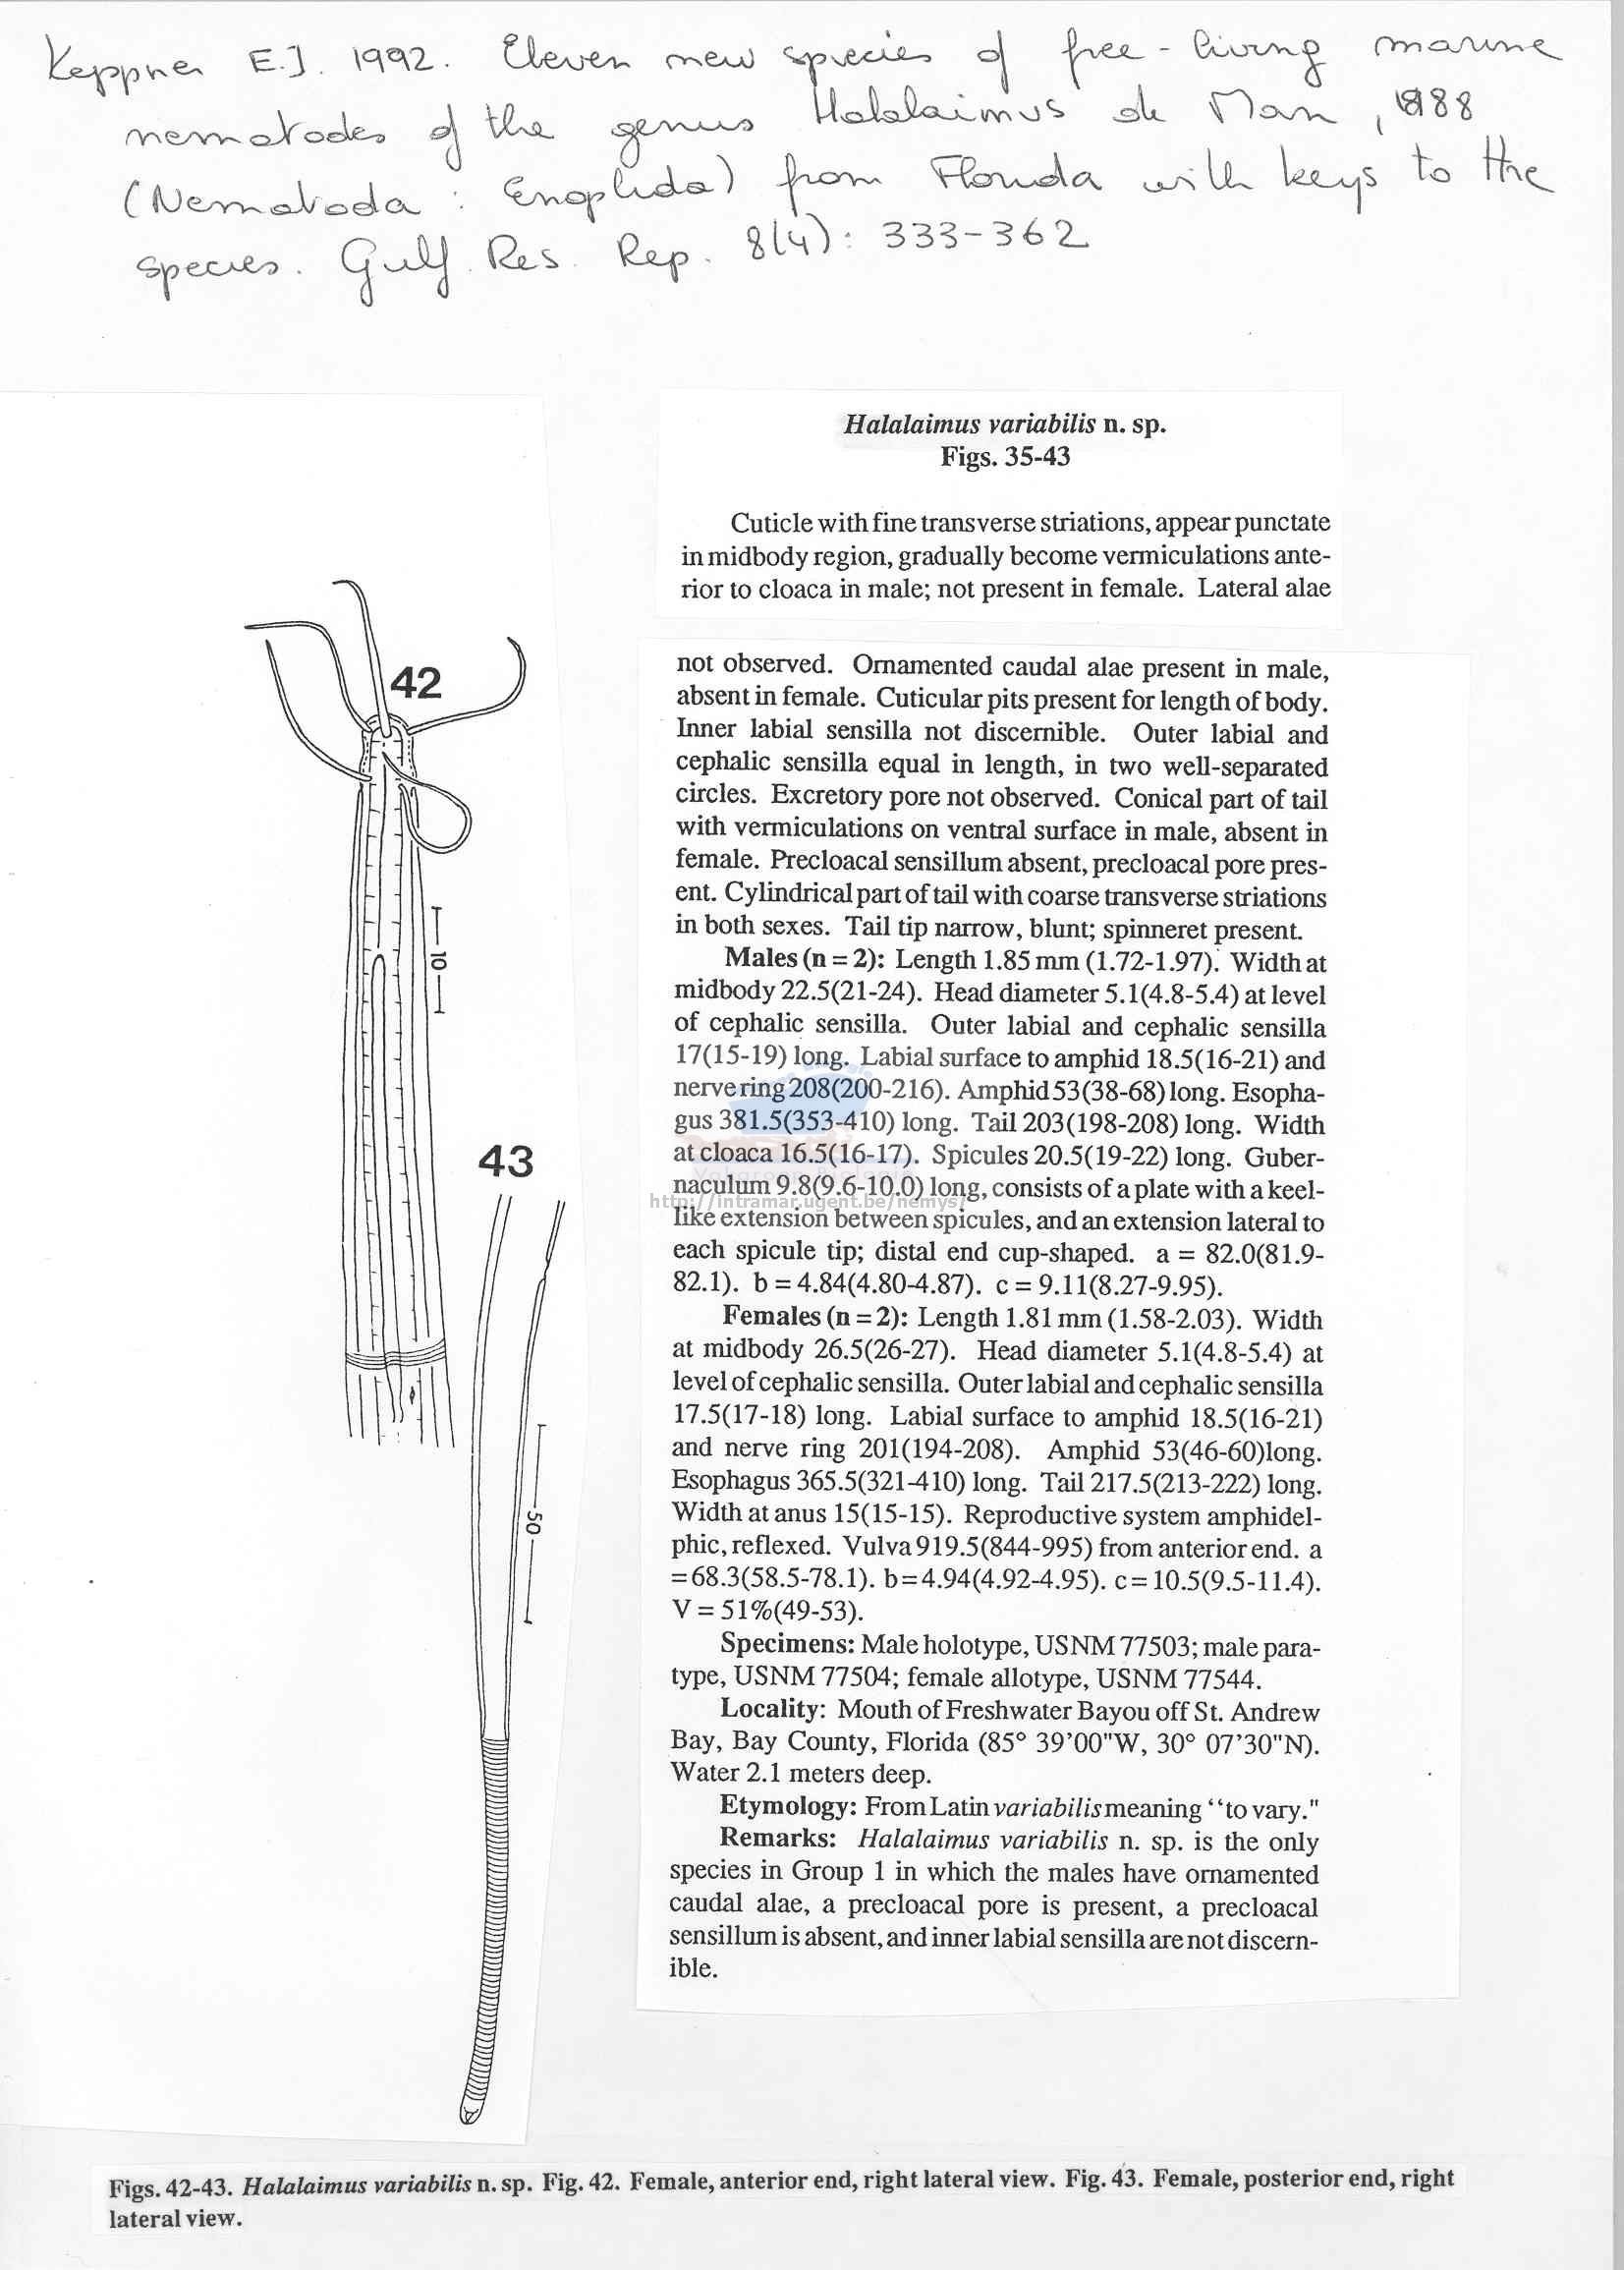 Keppner E.J. 1992. Eleven new species of free-living marine
nematodes of the genus Halalaimus de Man, 1888
(Nematoda: Enoplida) from Florida with keys to the
species. Gulf. Res. Rep. 8(4): 333-362
Halalaimus variabilis n. sp.
Figs. 35-43
Cuticle with fine transverse striations, appear punctate
in midbody region, gradually become vermiculations ante-
rior to cloaca in male; not present in female. Lateral alae
not observed. Ornamented caudal alae present in male,
absent in female. Cuticular pits present for length of body.
Inner labial sensilla not discernible. Outer labial and
cephalic sensilla equal in length, in two well-separated
circles. Excretory pore not observed. Conical part of tail
with vermiculations on ventral surface in male, absent in
female. Precloacal sensillum absent, precloacal pore pres-
ent. Cylindrical part of tail with coarse transverse striations
in both sexes. Tail tip narrow, blunt; spinneret present.
Males (n = 2): Length 1.85 mm (1.72-1.97). Width at
midbody 22.5(21-24). Head diameter 5.1(4.8-5.4) at level
of cephalic sensilla. Outer labial and cephalic sensilla
17(15-19) long. Labial surface to amphid 18.5(16-21) and
nerve ring 208(200-216). Amphid 53(38-68) long. Esopha-
gus 381.5(353-410) long. Tail 203(198-208) long. Width
at cloaca 16.5(16-17). Spicules 20.5(19-22) long. Guber-
naculum 9.8(9.6-10.0) long, consists of a plate with a keel-
http://intramar.ugent.be/nemys/
like extension between spicules, and an extension lateral to
each spicule tip; distal end cup-shaped. a = 82.0(81.9-
82.1). b = 4.84(4.80-4.87). c = 9.11(8.27-9.95).
Females (n = 2): Length 1.81 mm (1.58-2.03). Width
at midbody 26.5(26-27). Head diameter 5.1(4.8-5.4) at
level of cephalic sensilla. Outer labial and cephalic sensilla
17.5(17-18) long. Labial surface to amphid 18.5(16-21)
and nerve ring 201(194-208). Amphid 53(46-60)long.
Esophagus 365.5(321-410) long. Tail 217.5(213-222) long.
Width at anus 15(15-15). Reproductive system amphidel-
phic, reflexed. Vulva 919.5(844-995) from anterior end. a
=68.3(58.5-78.1). b=4.94(4.92-4.95). c=10.5(9.5-11.4).
V = 51%(49-53).
Specimens: Male holotype, USNM 77503; male para-
type, USNM 77504; female allotype, USNM 77544.
Locality: Mouth of Freshwater Bayou off St. Andrew
Bay, Bay County, Florida (85° 39'00"W, 30° 07'30"N).
Water 2.1 meters deep.
Etymology: From Latin variabilis meaning ‘‘to vary."
Remarks: Halalaimus variabilis n. sp. is the only
species in Group 1 in which the males have ornamented
caudal alae, a precloacal pore is present, a precloacal
sensillum is absent, and inner labial sensilla are not discern-
ible.
42
10
43
50
Figs. 42-43. Halalaimus variabilis n. sp. Fig. 42. Female, anterior end, right lateral view. Fig. 43. Female, posterior end, right
lateral view.